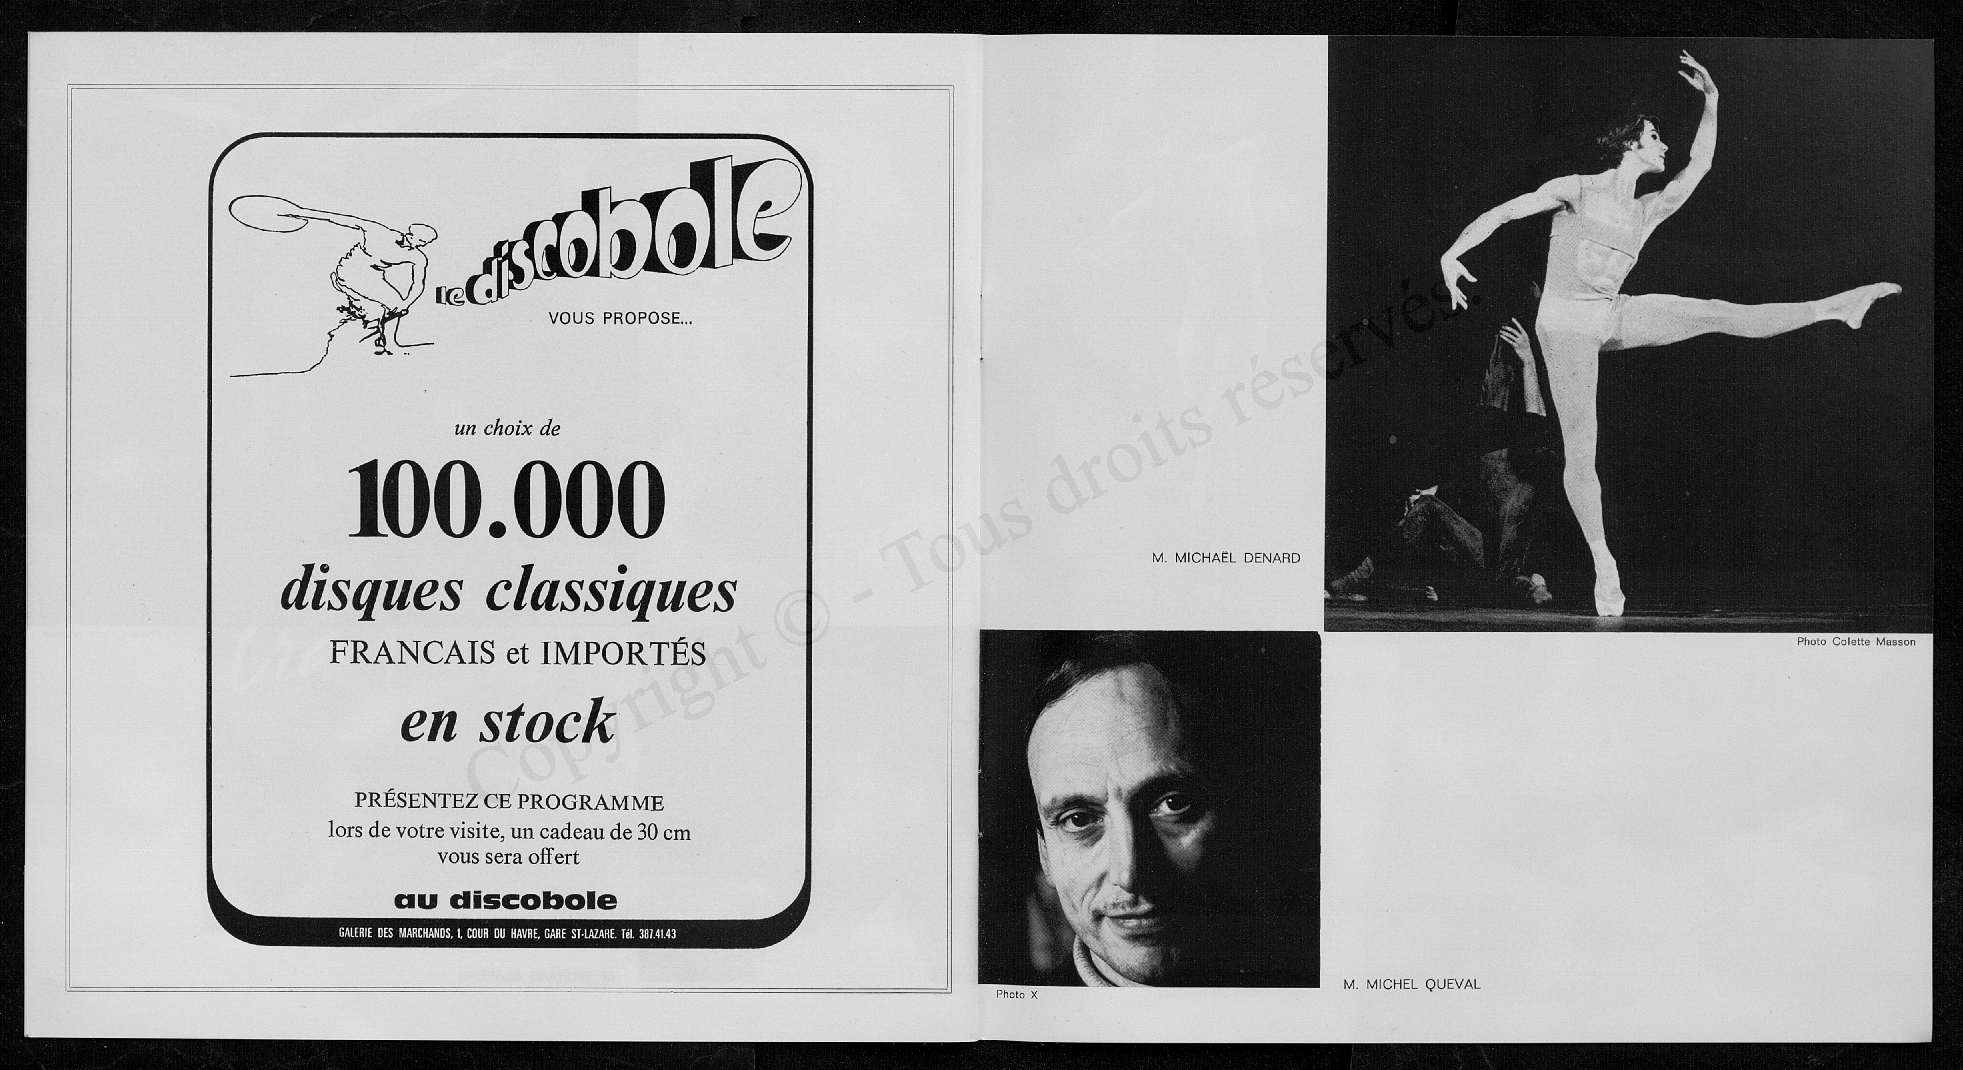 le discobole
VOUS PROPOSE...
un choix de
100.000
disques classiques
FRANCAIS et IMPORTÉS
en stock
PRÉSENTEZ CE PROGRAMME
lors de votre visite, un cadeau de 30 cm
vous sera offert
au discobole
GALERIE DES MARCHANDS, 1, COUR DU HAVRE, GARE ST-LAZARE. Tél. 387.41.43
M. MICHAËL DENARD
Photo Colette Masson
Photo X
M. MICHEL QUEVAL
Copyright © - Tous droits réservés.